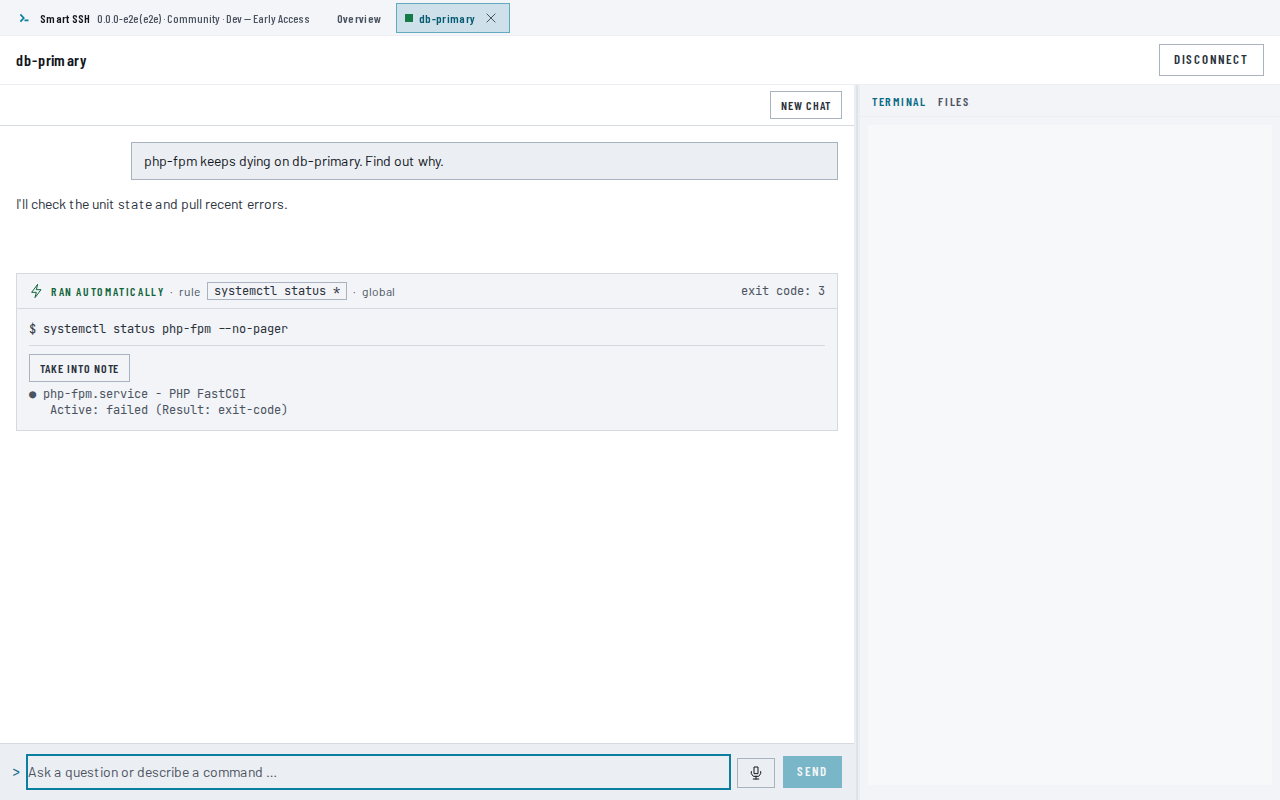 Smart SSH 0.0.0-e2e(e2e) · Community · Dev — Early Access Overview db-primary
db-primary DISCONNECT
NEW CHAT
TERMINAL FILES
php-fpm keeps dying on db-primary. Find out why.
I'll check the unit state and pull recent errors.
RAN AUTOMATICALLY · rule systemctl status * · global exit code: 3
$ systemctl status php-fpm --no-pager
TAKE INTO NOTE
● php-fpm.service - PHP FastCGI
Active: failed (Result: exit-code)
> Ask a question or describe a command ... SEND